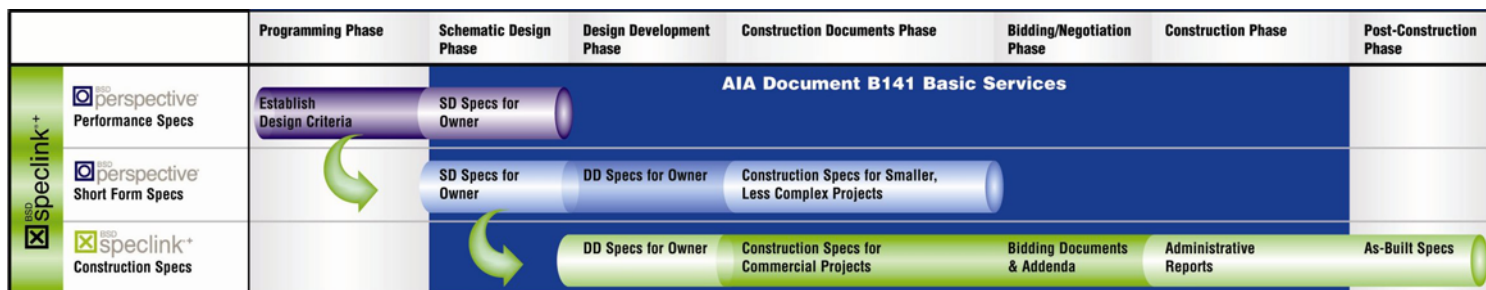 Programming Phase
Schematic Design
Phase
Design Development
Phase
Construction Documents Phase
Bidding/Negotiation
Phase
Construction Phase
Post-Construction
Phase
BSD
speclink++
AIA Document B141 Basic Services
BSD
perspective
Performance Specs
Establish
Design Criteria
SD Specs for
Owner
BSD
perspective
Short Form Specs
SD Specs for
Owner
DD Specs for Owner
Construction Specs for Smaller,
Less Complex Projects
BSD
speclink+
Construction Specs
DD Specs for Owner
Construction Specs for
Commercial Projects
Bidding Documents
& Addenda
Administrative
Reports
As-Built Specs